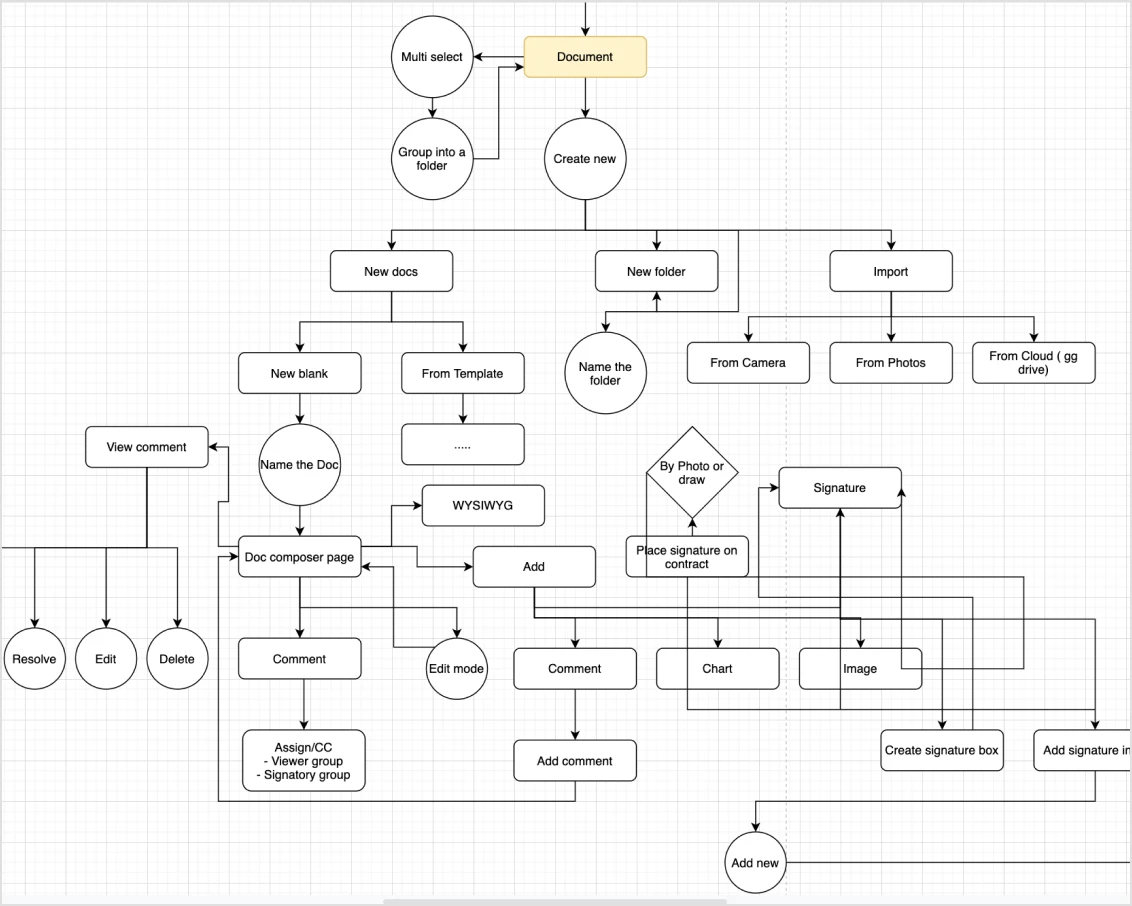 Multi select
Document
Group into a
folder
Create new
New docs
New folder
Import
New blank
From Template
Name the
folder
From Camera
From Photos
From Cloud ( gg
drive)
View comment
Name the Doc
.....
By Photo or
draw
Signature
WYSIWYG
Doc composer page
Add
Place signature on
contract
Resolve
Edit
Delete
Comment
Edit mode
Comment
Chart
Image
Assign/CC
- Viewer group
- Signatory group
Add comment
Create signature box
Add signature in
Add new